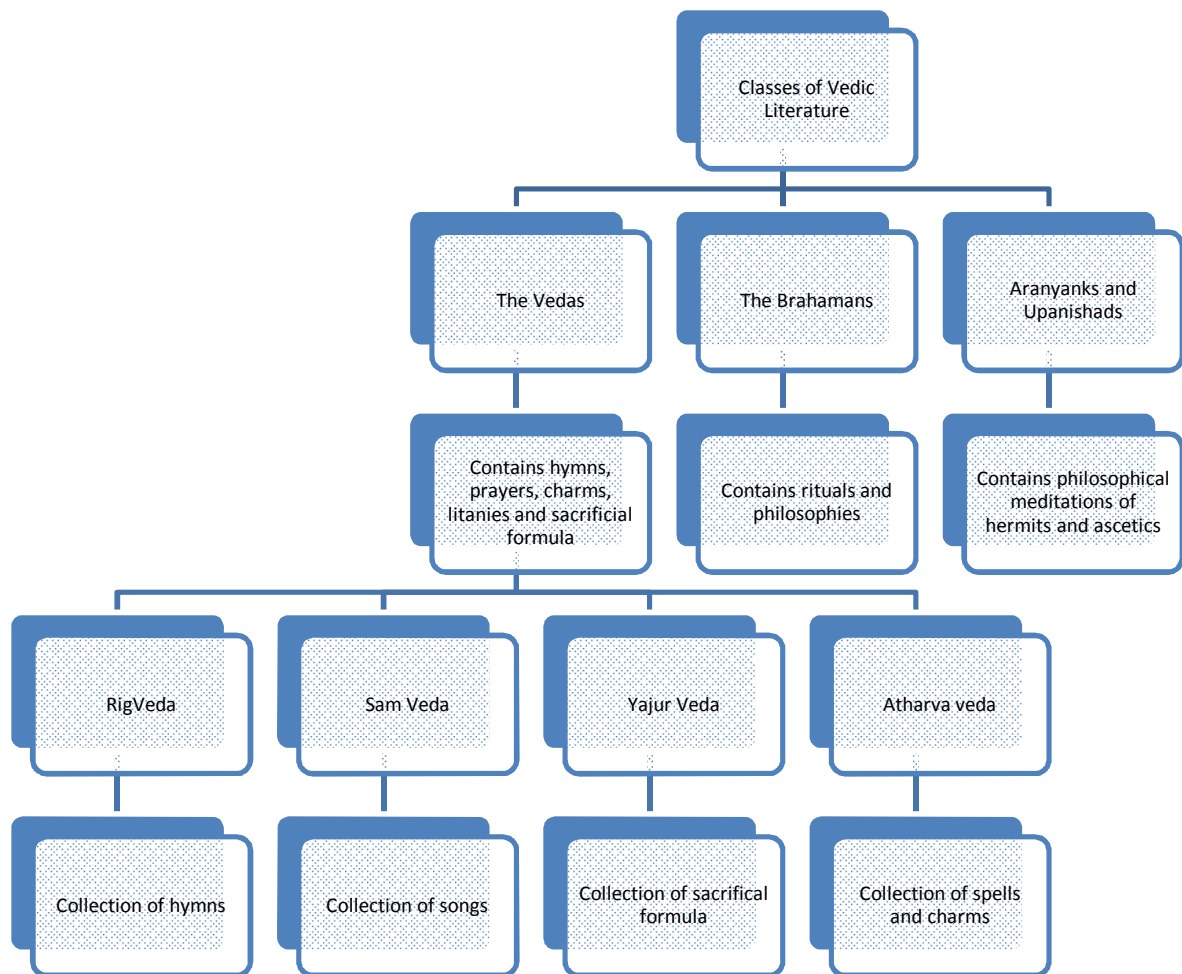 Classes of Vedic
Literature
The Vedas
The Brahamans
Aranyanks and
Upanishads
Contains hymns,
prayers, charms,
litanies and sacrificial
formula
Contains rituals and
philosophies
Contains philosophical
meditations of
hermits and ascetics
RigVeda
Sam Veda
Yajur Veda
Atharva veda
Collection of hymns
Collection of songs
Collection of sacrifical
formula
Collection of spells
and charms